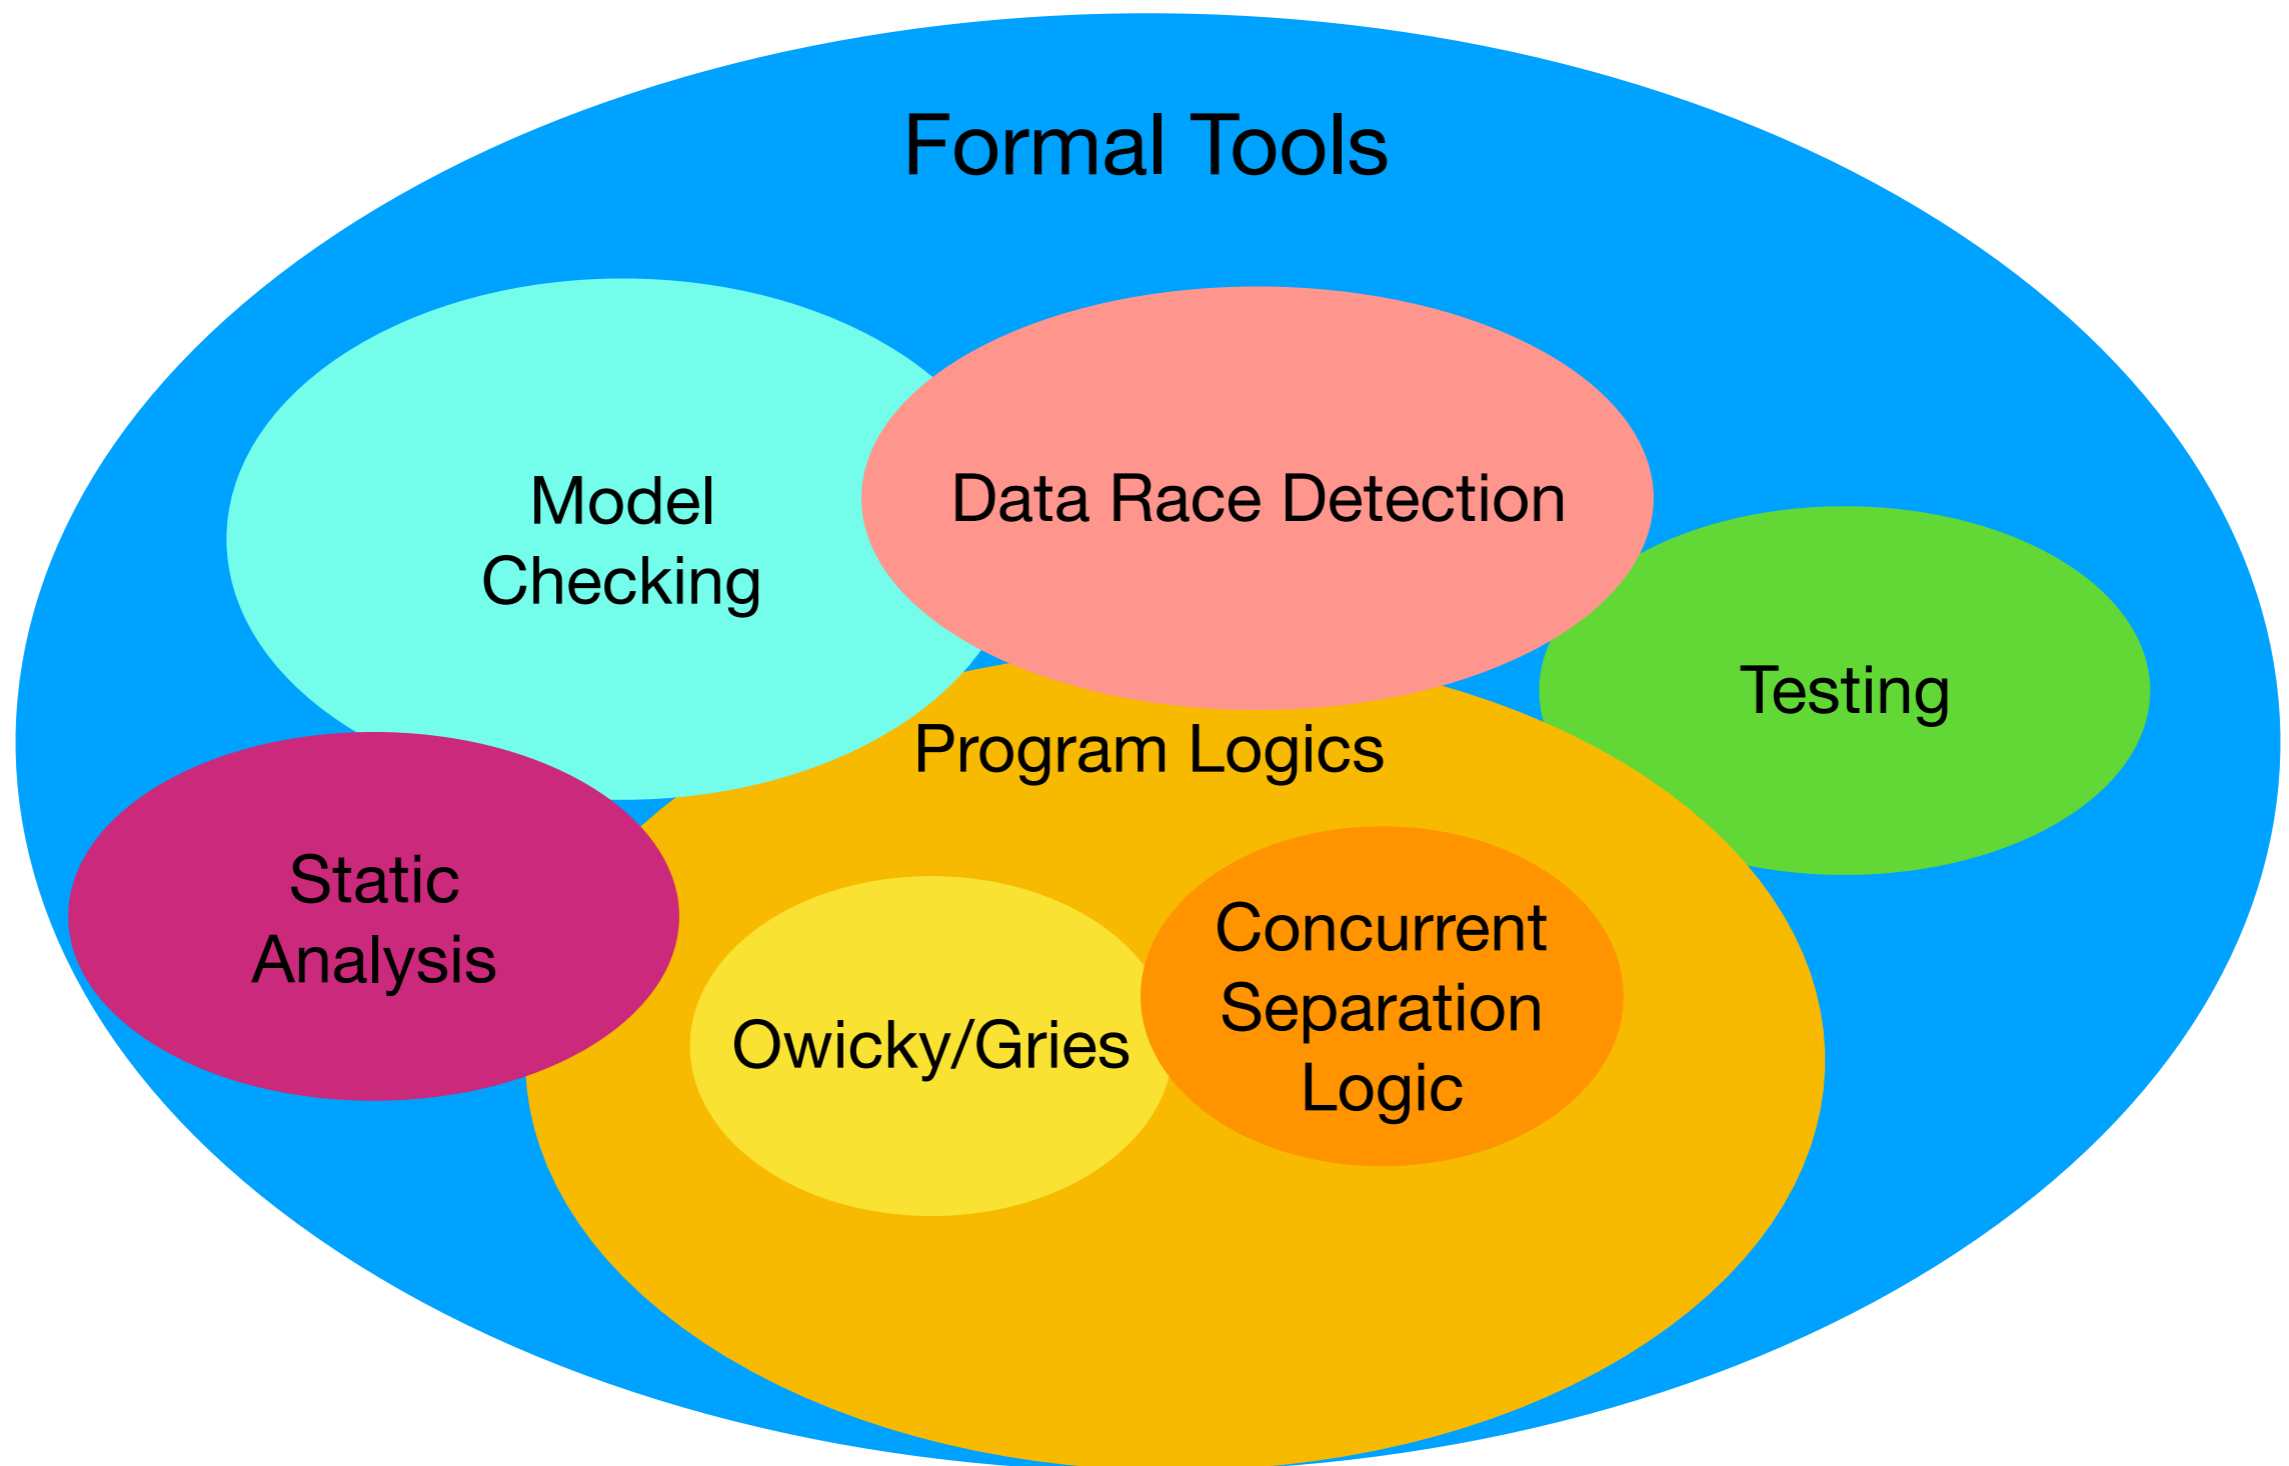 Formal Tools
Model
Checking
Data Race Detection
Testing
Program Logics
Static
Analysis
Owicky/Gries
Concurrent
Separation
Logic